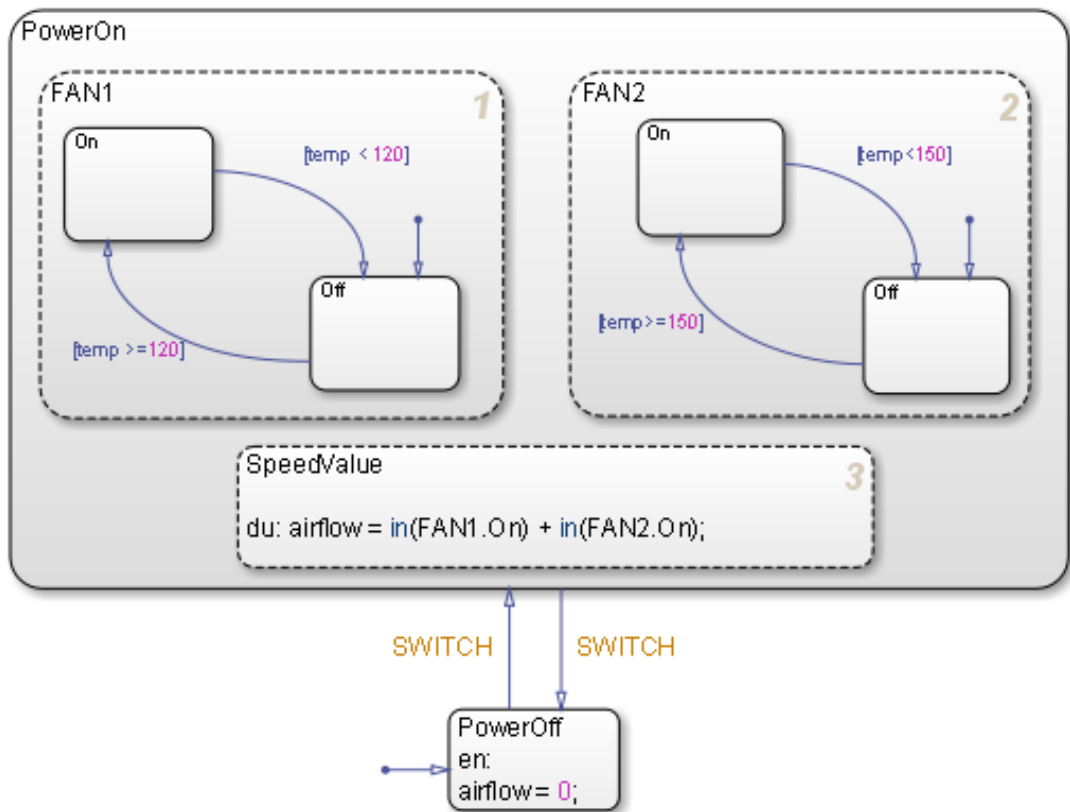 PowerOn
FAN1
1
On
[temp < 120]
Off
[temp >=120]
FAN2
2
On
[temp<150]
Off
[temp>=150]
SpeedValue
3
du: airflow = in(FAN1.On) + in(FAN2.On);
SWITCH
SWITCH
PowerOff
en:
airflow = 0;